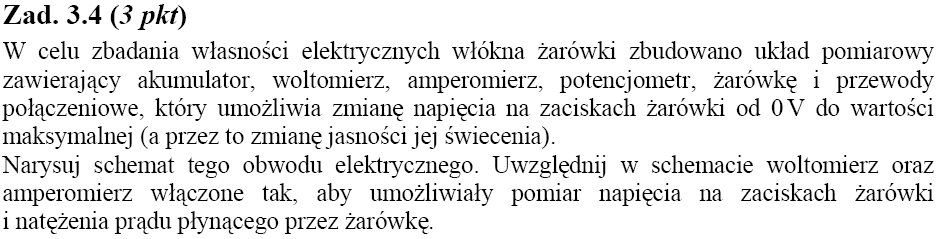 Zad. 3.4 (3 pkt)
W celu zbadania własności elektrycznych włókna żarówki zbudowano układ pomiarowy
zawierający akumulator, woltomierz, amperomierz, potencjometr, żarówkę i przewody
połączeniowe, który umożliwia zmianę napięcia na zaciskach żarówki od 0 V do wartości
maksymalnej (a przez to zmianę jasności jej świecenia).
Narysuj schemat tego obwodu elektrycznego. Uwzględnij w schemacie woltomierz oraz
amperomierz włączone tak, aby umożliwiały pomiar napięcia na zaciskach żarówki
i natężenia prądu płynącego przez żarówkę.